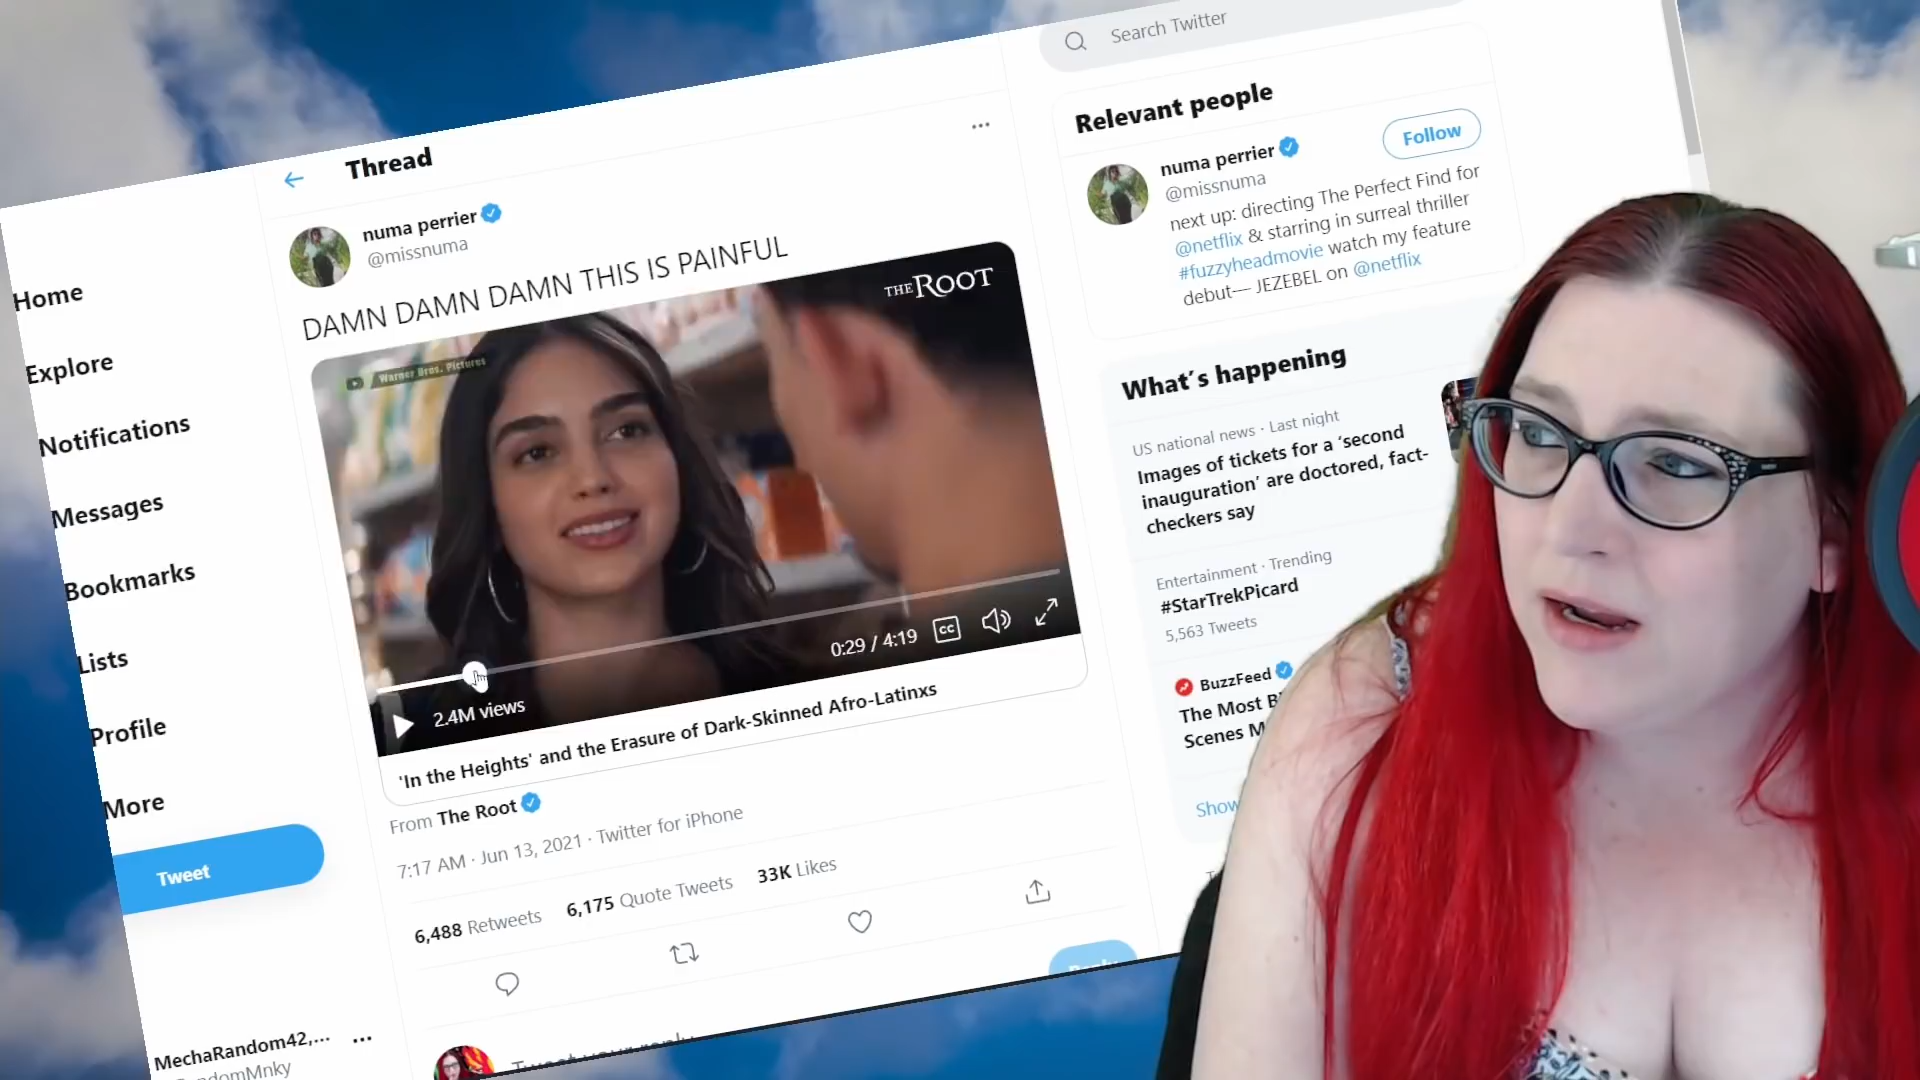 Home
Explore
Notifications
Messages
Bookmarks
Lists
Profile
More
Tweet
MechaRandom42,...
Thread
numa perrier
@missnuma
DAMN DAMN DAMN THIS IS PAINFUL
THE ROOT
Warner Bros. Pictures
0:29 / 4:19
CC
2.4M views
'In the Heights' and the Erasure of Dark-Skinned Afro-Latinxs
From The Root
7:17 AM · Jun 13, 2021 · Twitter for iPhone
6,488 Retweets 6,175 Quote Tweets 33K Likes
Search Twitter
Relevant people
numa perrier
@missnuma
Follow
next up: directing The Perfect Find for
@netflix & starring in surreal thriller
#fuzzyheadmovie watch my feature
debut— JEZEBEL on @netflix
What's happening
US national news · Last night
Images of tickets for a 'second
inauguration' are doctored, fact-
checkers say
Entertainment · Trending
#StarTrekPicard
5,563 Tweets
BuzzFeed
The Most
Scenes
Show